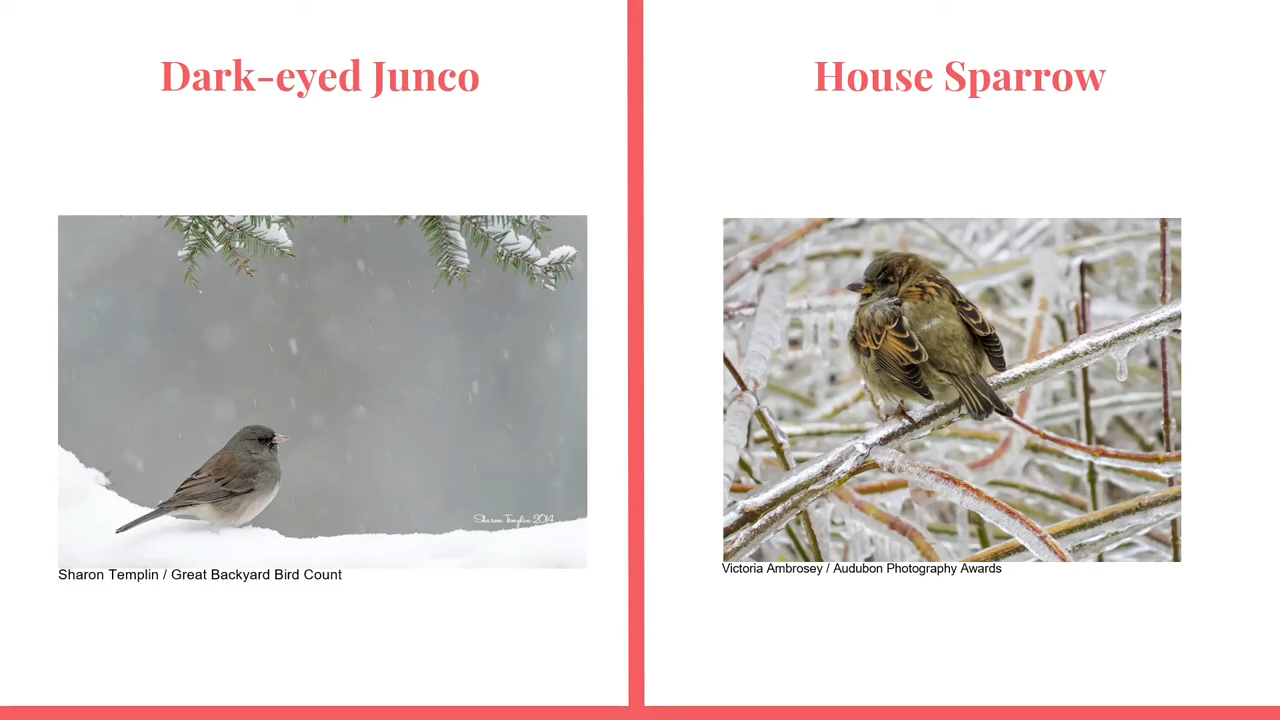 Dark-eyed Junco
House Sparrow
Sharon Templin 2014
Sharon Templin / Great Backyard Bird Count
Victoria Ambrosey / Audubon Photography Awards